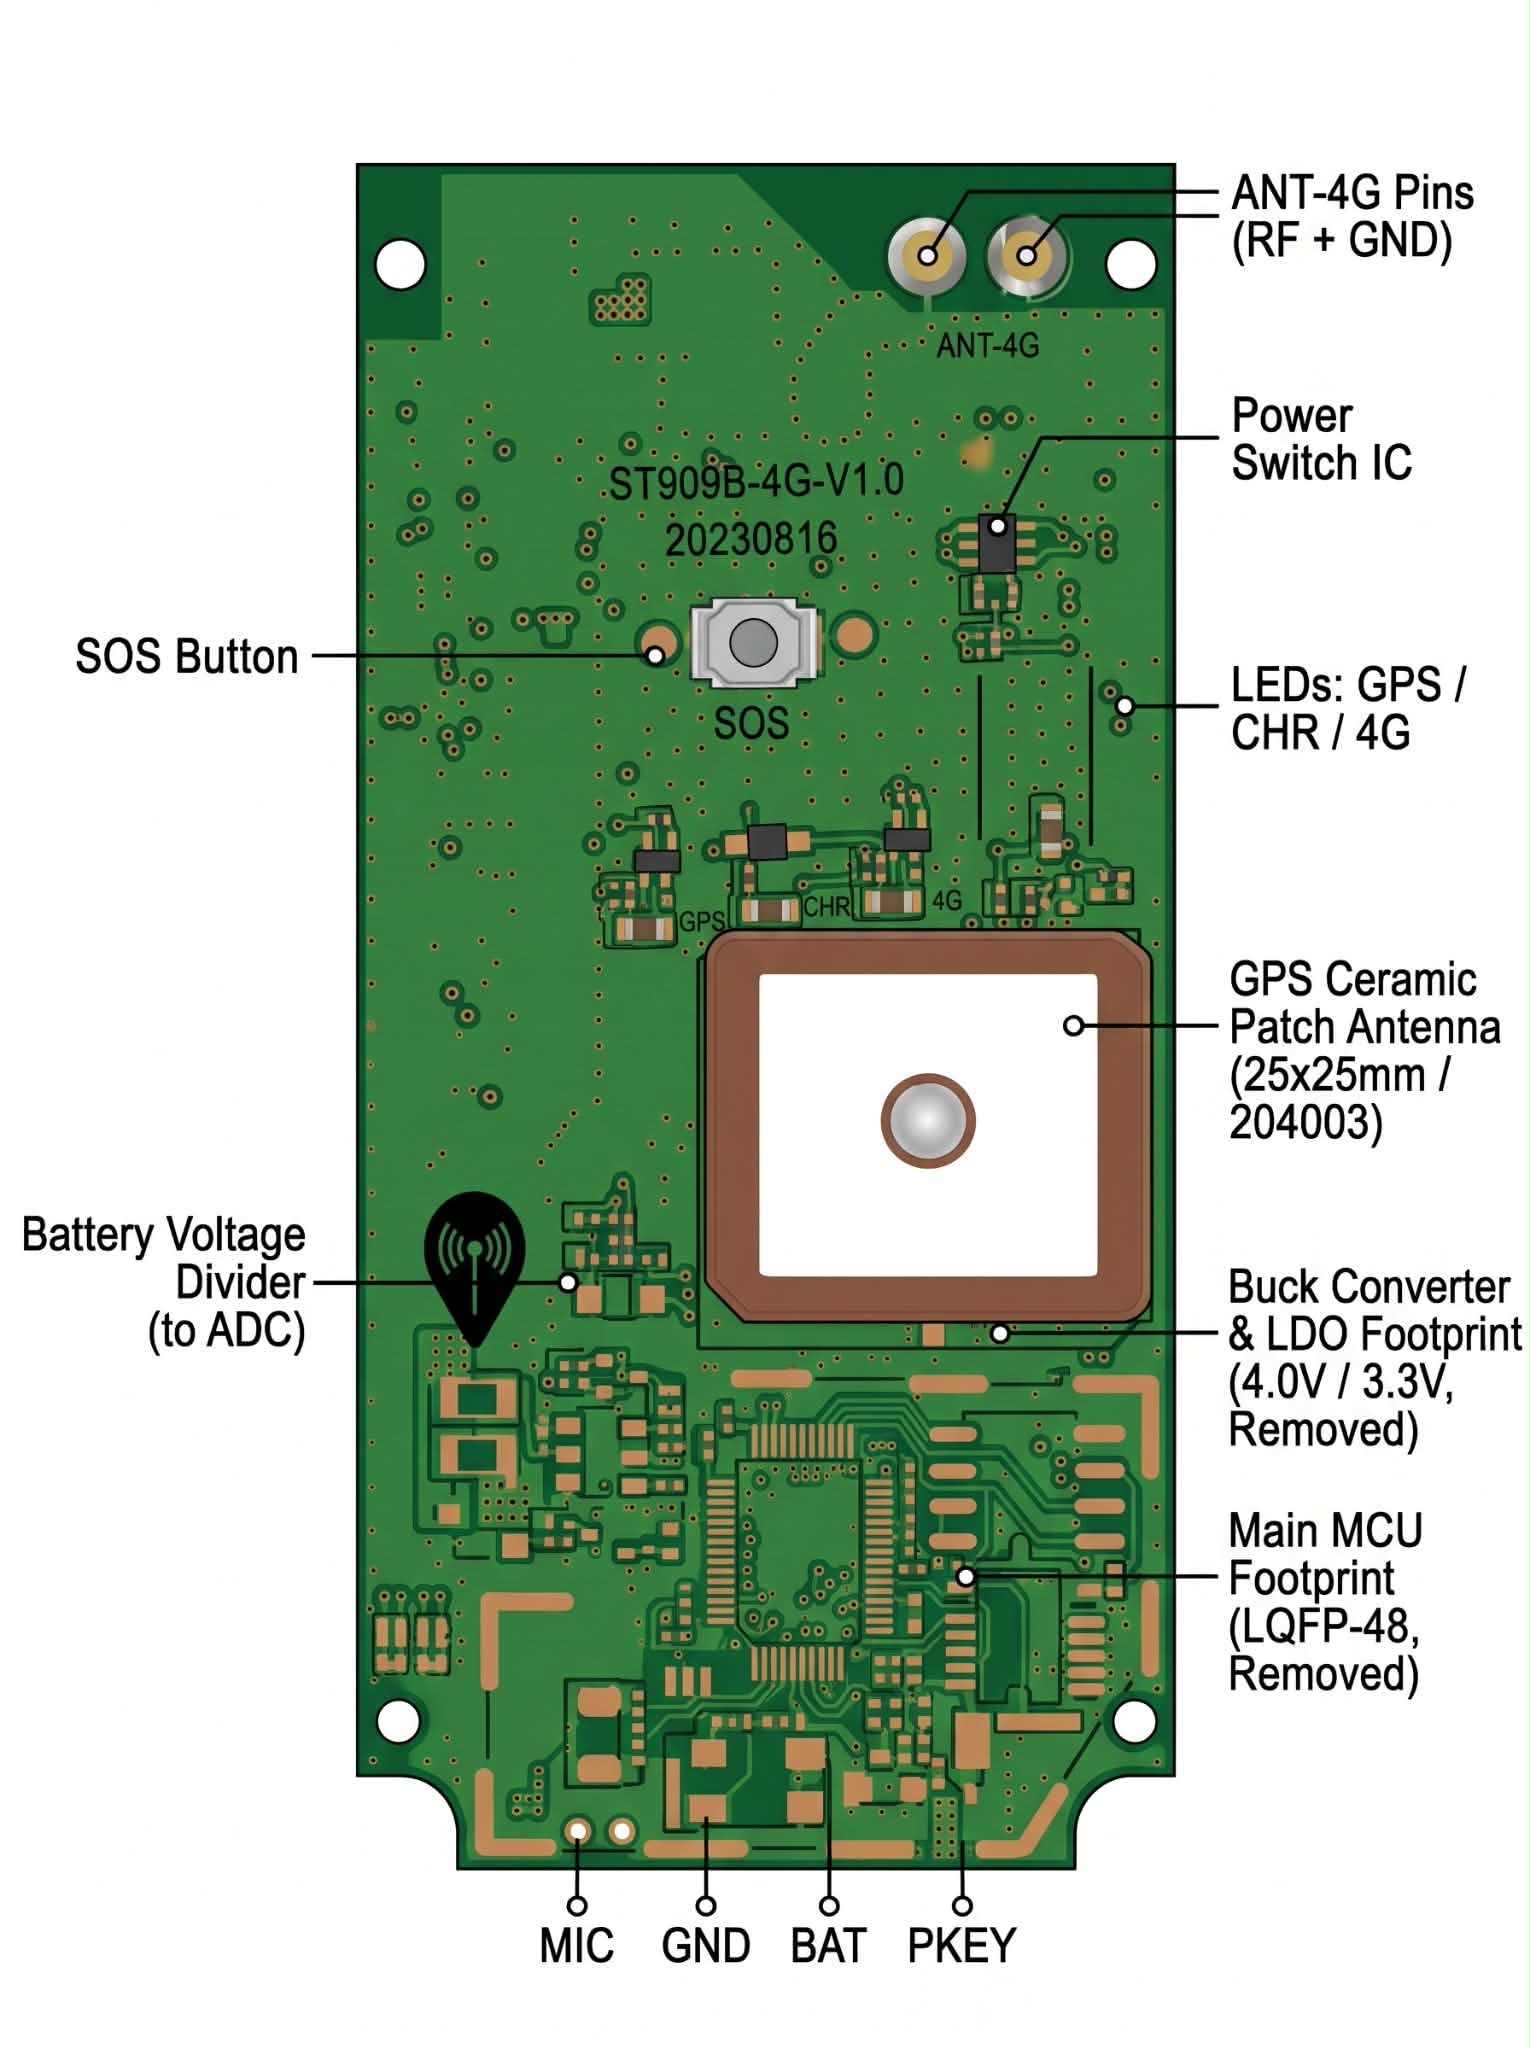 ANT-4G Pins
(RF + GND)
ANT-4G
Power
Switch IC
ST909B-4G-V1.0
20230816
SOS Button
SOS
LEDs: GPS /
CHR / 4G
GPS
CHR
4G
GPS Ceramic
Patch Antenna
(25x25mm /
204003)
Battery Voltage
Divider
(to ADC)
Buck Converter
& LDO Footprint
(4.0V / 3.3V,
Removed)
Main MCU
Footprint
(LQFP-48,
Removed)
MIC
GND
BAT
PKEY